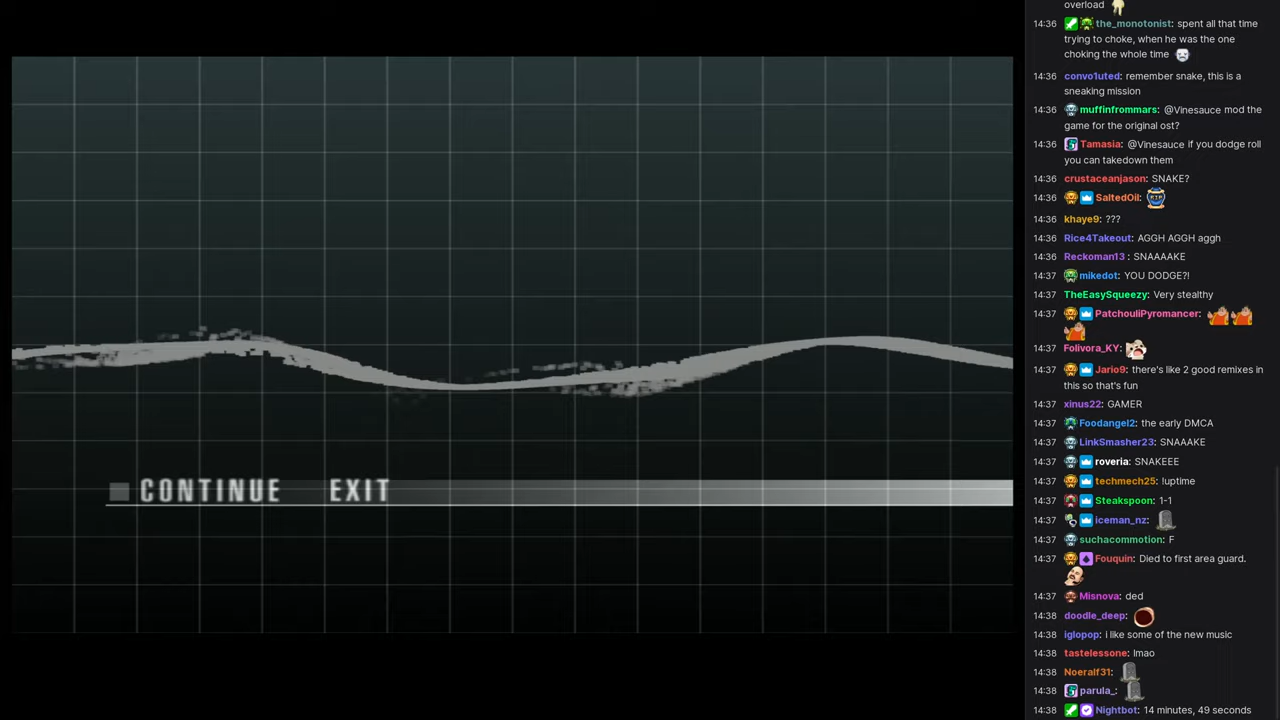 CONTINUE EXIT
overload
14:36 the_monotonist: spent all that time
trying to choke, when he was the one
choking the whole time
14:36 convo1uted: remember snake, this is a
sneaking mission
14:36 muffinfrommars: @Vinesauce mod the
game for the original ost?
14:36 Tamasia: @Vinesauce if you dodge roll
you can takedown them
14:36 crustaceanjason: SNAKE?
14:36 SaltedOil:
14:36 khaye9: ???
14:36 Rice4Takeout: AGGH AGGH aggh
14:36 Reckoman13 : SNAAAAKE
14:37 mikedot: YOU DODGE?!
14:37 TheEasySqueezy: Very stealthy
14:37 PatchouliPyromancer:
14:37 Folivora_KY:
14:37 Jario9: there's like 2 good remixes in
this so that's fun
14:37 xinus22: GAMER
14:37 Foodangel2: the early DMCA
14:37 LinkSmasher23: SNAAAKE
14:37 roveria: SNAKEEE
14:37 techmech25: !uptime
14:37 Steakspoon: 1-1
14:37 iceman_nz:
14:37 suchacommotion: F
14:37 Fouquin: Died to first area guard.
14:37 Misnova: ded
14:38 doodle_deep:
14:38 iglopop: i like some of the new music
14:38 tastelessone: lmao
14:38 Noeralf31:
14:38 parula_:
14:38 Nightbot: 14 minutes, 49 seconds